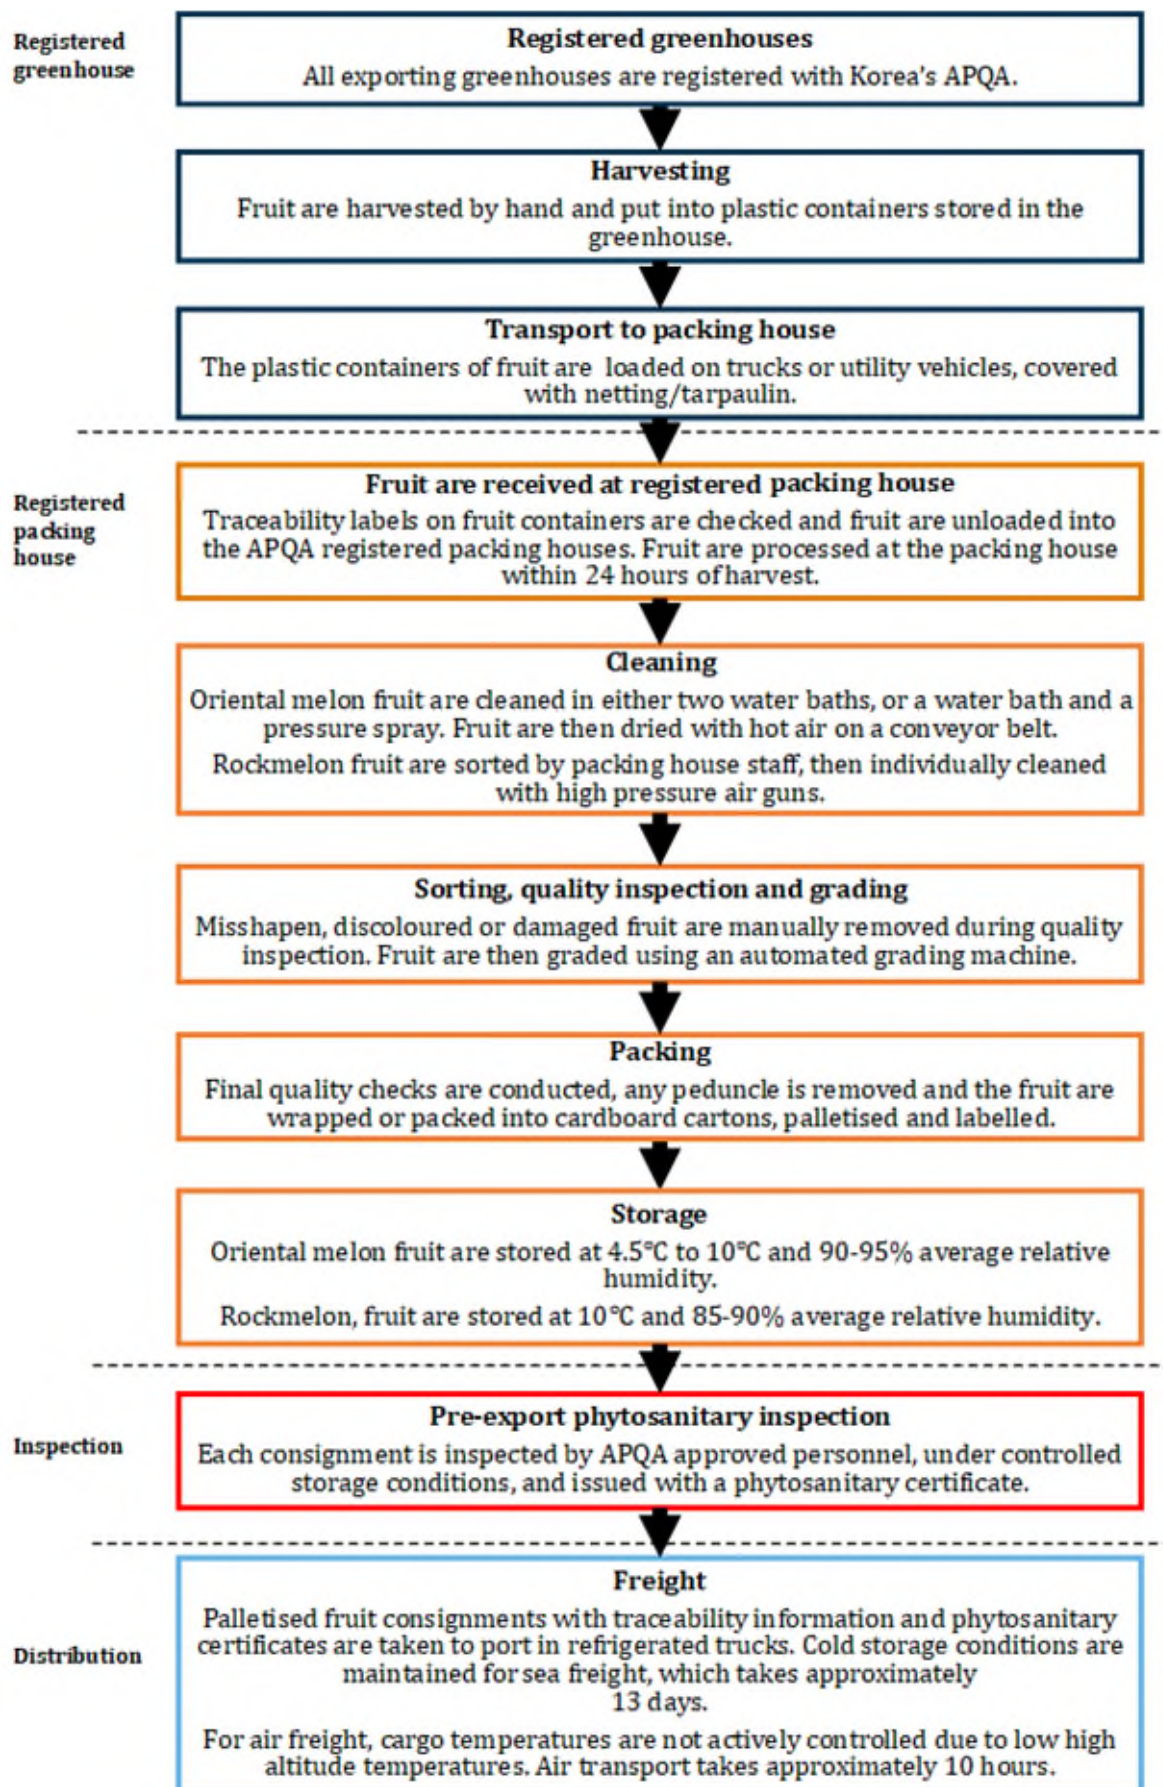 Registered
greenhouse
Registered greenhouses
All exporting greenhouses are registered with Korea's APQA.
Harvesting
Fruit are harvested by hand and put into plastic containers stored in the
greenhouse.
Transport to packing house
The plastic containers of fruit are loaded on trucks or utility vehicles, covered
with netting/tarpaulin.
Registered
packing
house
Fruit are received at registered packing house
Traceability labels on fruit containers are checked and fruit are unloaded into
the APQA registered packing houses. Fruit are processed at the packing house
within 24 hours of harvest.
Cleaning
Oriental melon fruit are cleaned in either two water baths, or a water bath and a
pressure spray. Fruit are then dried with hot air on a conveyor belt.
Rockmelon fruit are sorted by packing house staff, then individually cleaned
with high pressure air guns.
Sorting, quality inspection and grading
Misshapen, discoloured or damaged fruit are manually removed during quality
inspection. Fruit are then graded using an automated grading machine.
Packing
Final quality checks are conducted, any peduncle is removed and the fruit are
wrapped or packed into cardboard cartons, palletised and labelled.
Storage
Oriental melon fruit are stored at 4.5°C to 10°C and 90-95% average relative
humidity.
Rockmelon, fruit are stored at 10°C and 85-90% average relative humidity.
Inspection
Pre-export phytosanitary inspection
Each consignment is inspected by APQA approved personnel, under controlled
storage conditions, and issued with a phytosanitary certificate.
Distribution
Freight
Palletised fruit consignments with traceability information and phytosanitary
certificates are taken to port in refrigerated trucks. Cold storage conditions are
maintained for sea freight, which takes approximately
13 days.
For air freight, cargo temperatures are not actively controlled due to low high
altitude temperatures. Air transport takes approximately 10 hours.